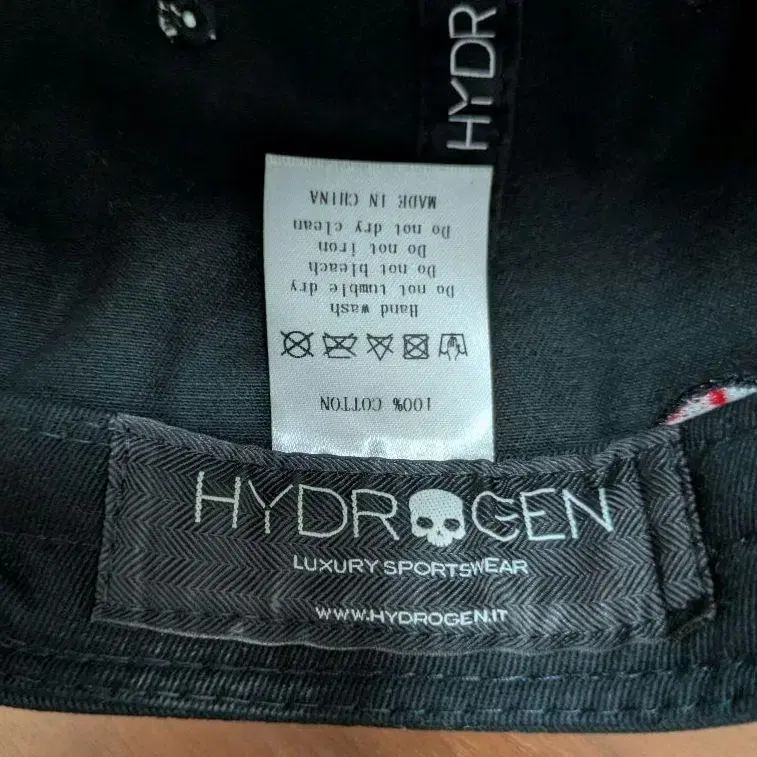 HYDR
100% COTTON
Hand wash
Do not tumble dry
Do not bleach
Do not iron
Do not dry clean
MADE IN CHINA
HYDROGEN
LUXURY SPORTSWEAR
WWW.HYDROGEN.IT